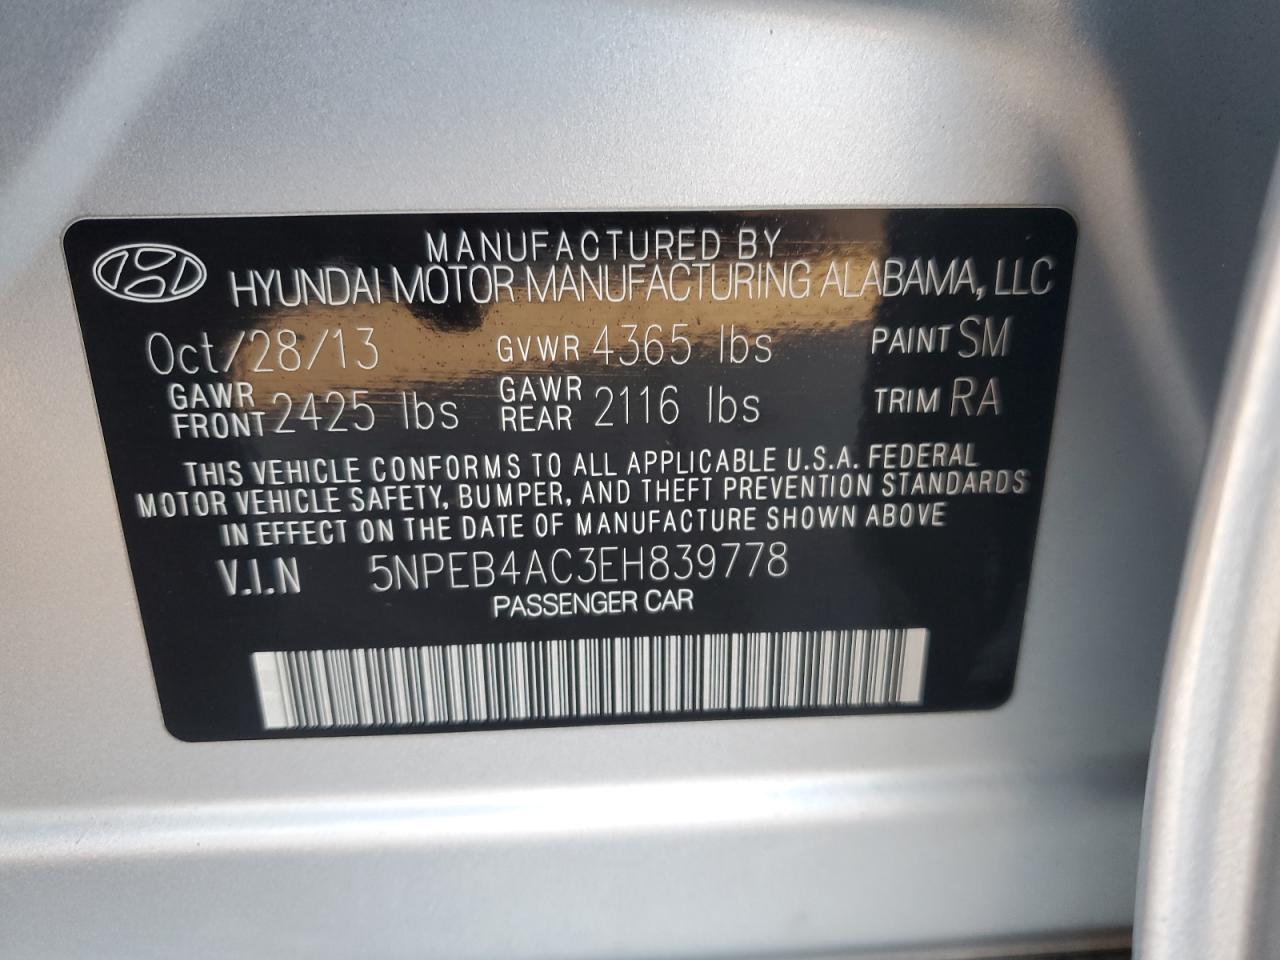 MANUFACTURED BY
HYUNDAI MOTOR MANUFACTURING ALABAMA, LLC
Oct/28/13 GVWR 4365 lbs PAINT SM
GAWR FRONT 2425 lbs GAWR REAR 2116 lbs TRIM RA
THIS VEHICLE CONFORMS TO ALL APPLICABLE U.S.A. FEDERAL
MOTOR VEHICLE SAFETY, BUMPER, AND THEFT PREVENTION STANDARDS
IN EFFECT ON THE DATE OF MANUFACTURE SHOWN ABOVE
V.I.N 5NPEB4AC3EH839778
PASSENGER CAR